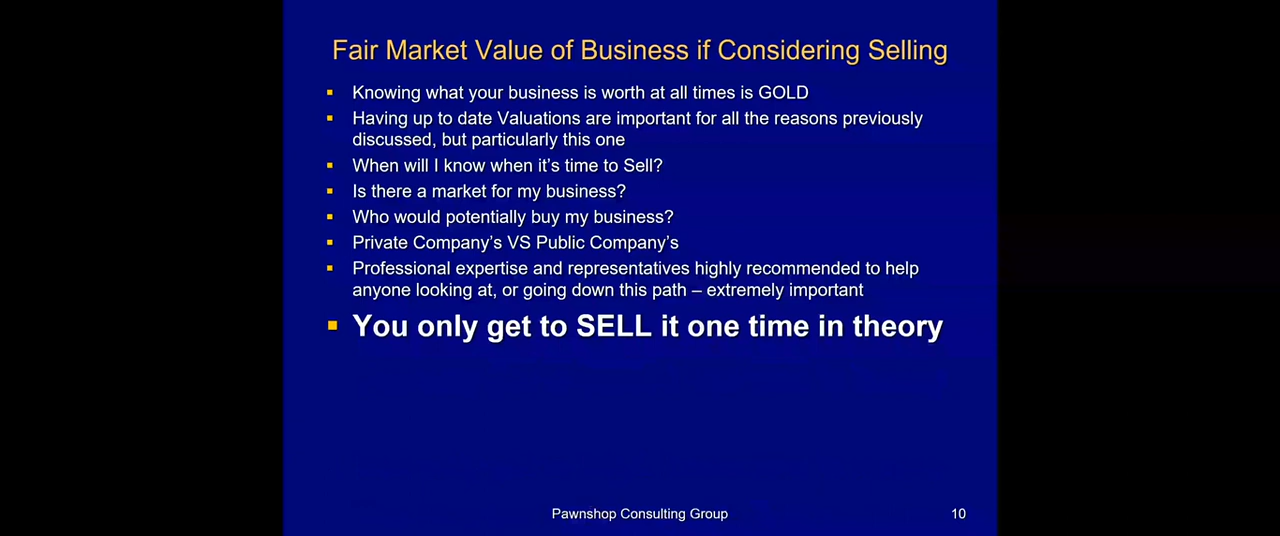 Fair Market Value of Business if Considering Selling
▪ Knowing what your business is worth at all times is GOLD
▪ Having up to date Valuations are important for all the reasons previously
discussed, but particularly this one
▪ When will I know when it’s time to Sell?
▪ Is there a market for my business?
▪ Who would potentially buy my business?
▪ Private Company’s VS Public Company’s
▪ Professional expertise and representatives highly recommended to help
anyone looking at, or going down this path – extremely important
▪ You only get to SELL it one time in theory
Pawnshop Consulting Group
10